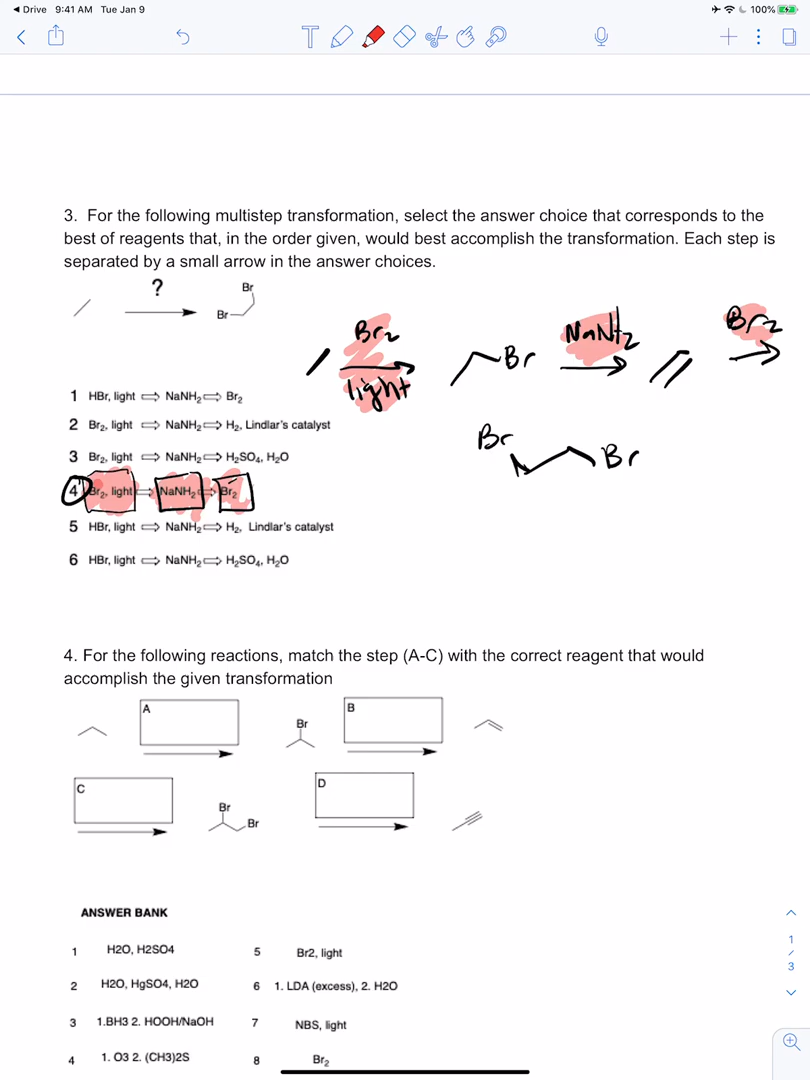 Drive 9:41 AM Tue Jan 9 100%
T
3. For the following multistep transformation, select the answer choice that corresponds to the
best of reagents that, in the order given, would best accomplish the transformation. Each step is
separated by a small arrow in the answer choices.
? Br
Br
Br2 NaNH2 Br2
light Br
Br Br
1 HBr, light ⇨ NaNH2 ⇨ Br2
2 Br2, light ⇨ NaNH2 ⇨ H2, Lindlar's catalyst
3 Br2, light ⇨ NaNH2 ⇨ H2SO4, H2O
4 Br2, light ⇨ NaNH2 ⇨ Br2
5 HBr, light ⇨ NaNH2 ⇨ H2, Lindlar's catalyst
6 HBr, light ⇨ NaNH2 ⇨ H2SO4, H2O
4. For the following reactions, match the step (A-C) with the correct reagent that would
accomplish the given transformation
A Br B
C Br Br D
ANSWER BANK
1 H2O, H2SO4 5 Br2, light
2 H2O, HgSO4, H2O 6 1. LDA (excess), 2. H2O
3 1.BH3 2. HOOH/NaOH 7 NBS, light
4 1. O3 2. (CH3)2S 8 Br2
1
/
3